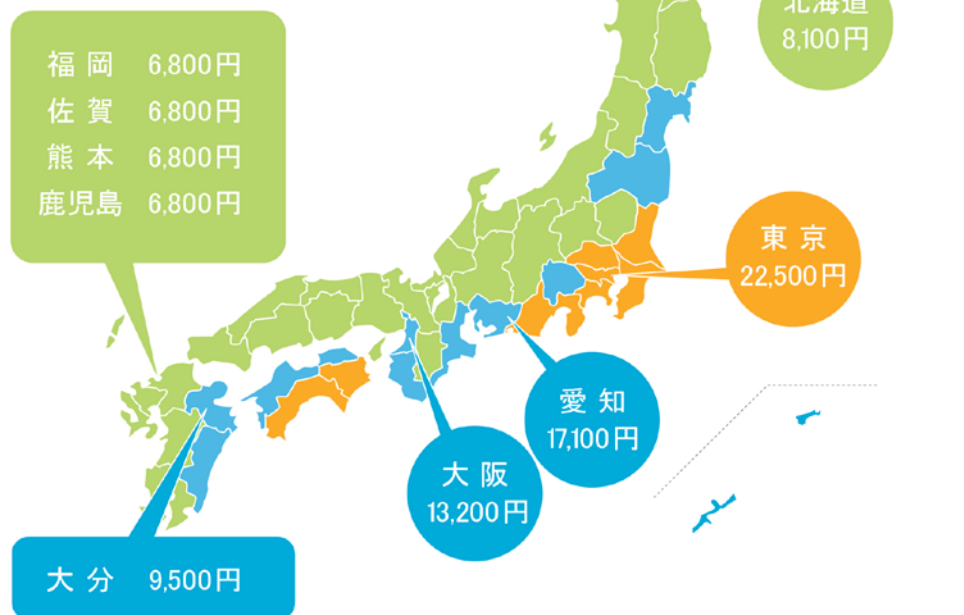 北海道
8,100円
福岡 6,800円
佐賀 6,800円
熊本 6,800円
鹿児島 6,800円
東京
22,500円
愛知
17,100円
大阪
13,200円
大分 9,500円